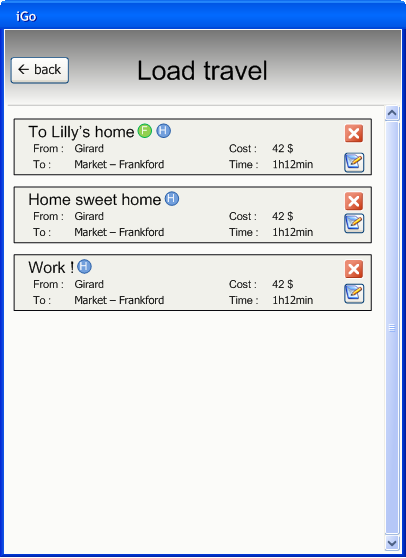 iGo
← back
Load travel
To Lilly's home F H
From : Girard Cost : 42 $
To : Market – Frankford Time : 1h12min
Home sweet home H
From : Girard Cost : 42 $
To : Market – Frankford Time : 1h12min
Work ! H
From : Girard Cost : 42 $
To : Market – Frankford Time : 1h12min